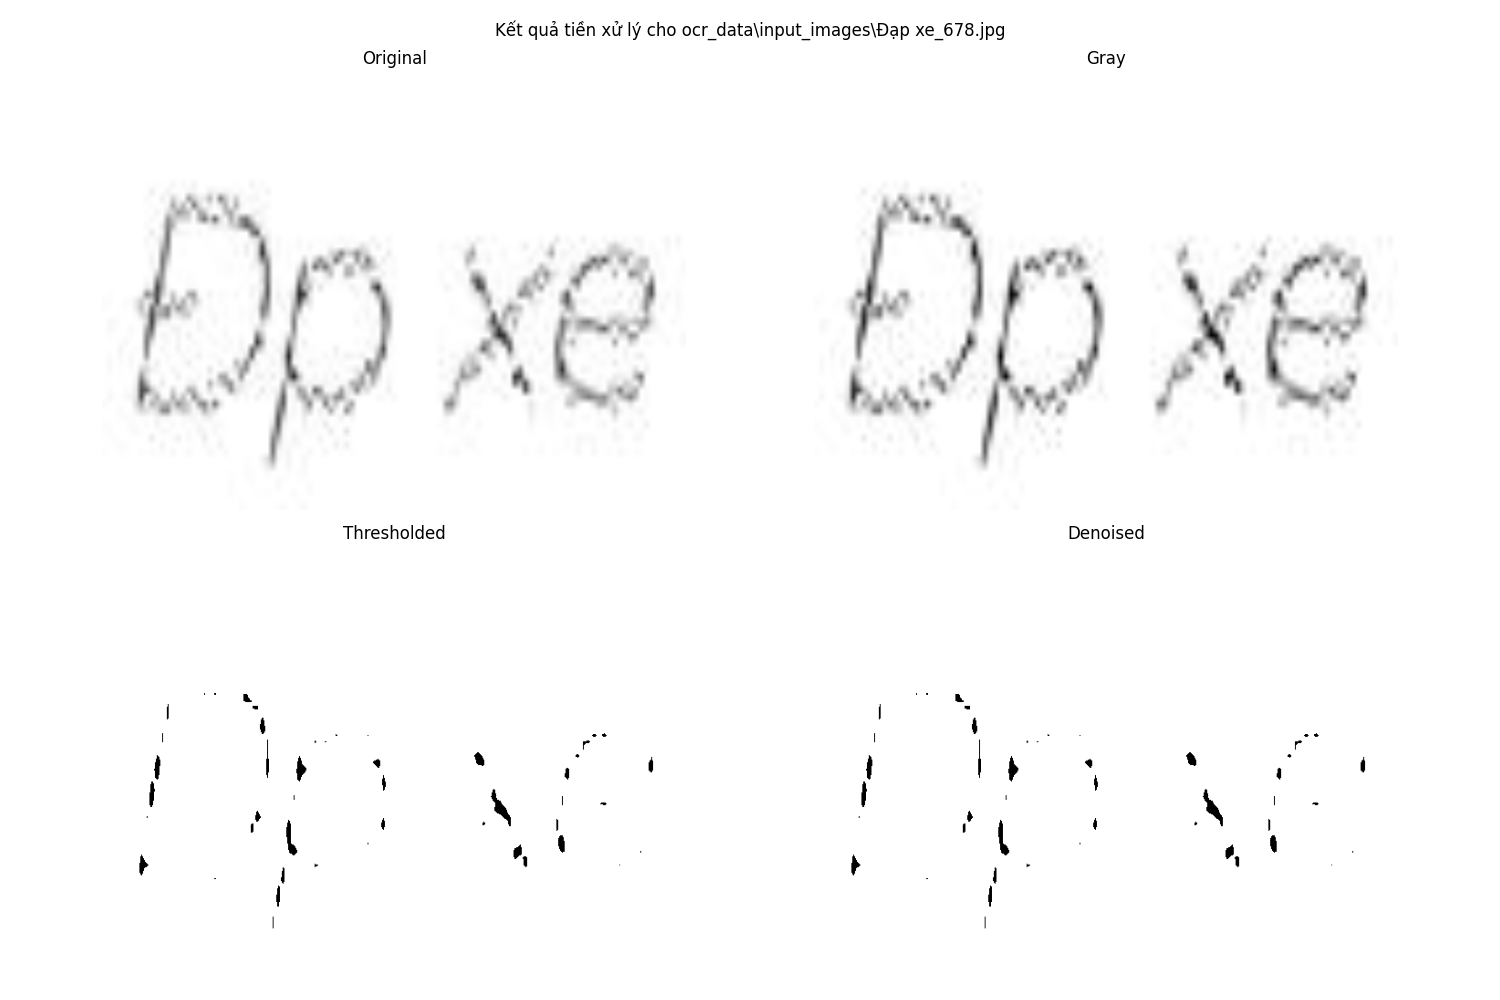 Kết quả tiền xử lý cho ocr_data\input_images\Đạp xe_678.jpg
Original
Gray
Đp xe
Đp xe
Thresholded
Denoised